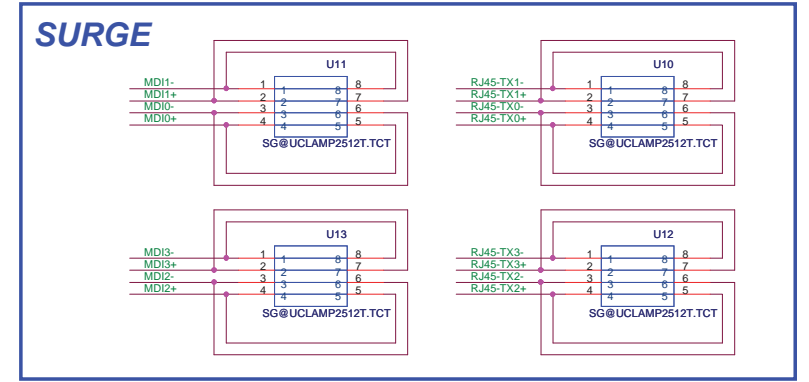 SURGE
U11
MDI1- 1 1 8 8
MDI1+ 2 2 7 7
MDI0- 3 3 6 6
MDI0+ 4 4 5 5
SG@UCLAMP2512T.TCT
U10
RJ45-TX1- 1 1 8 8
RJ45-TX1+ 2 2 7 7
RJ45-TX0- 3 3 6 6
RJ45-TX0+ 4 4 5 5
SG@UCLAMP2512T.TCT
U13
MDI3- 1 1 8 8
MDI3+ 2 2 7 7
MDI2- 3 3 6 6
MDI2+ 4 4 5 5
SG@UCLAMP2512T.TCT
U12
RJ45-TX3- 1 1 8 8
RJ45-TX3+ 2 2 7 7
RJ45-TX2- 3 3 6 6
RJ45-TX2+ 4 4 5 5
SG@UCLAMP2512T.TCT